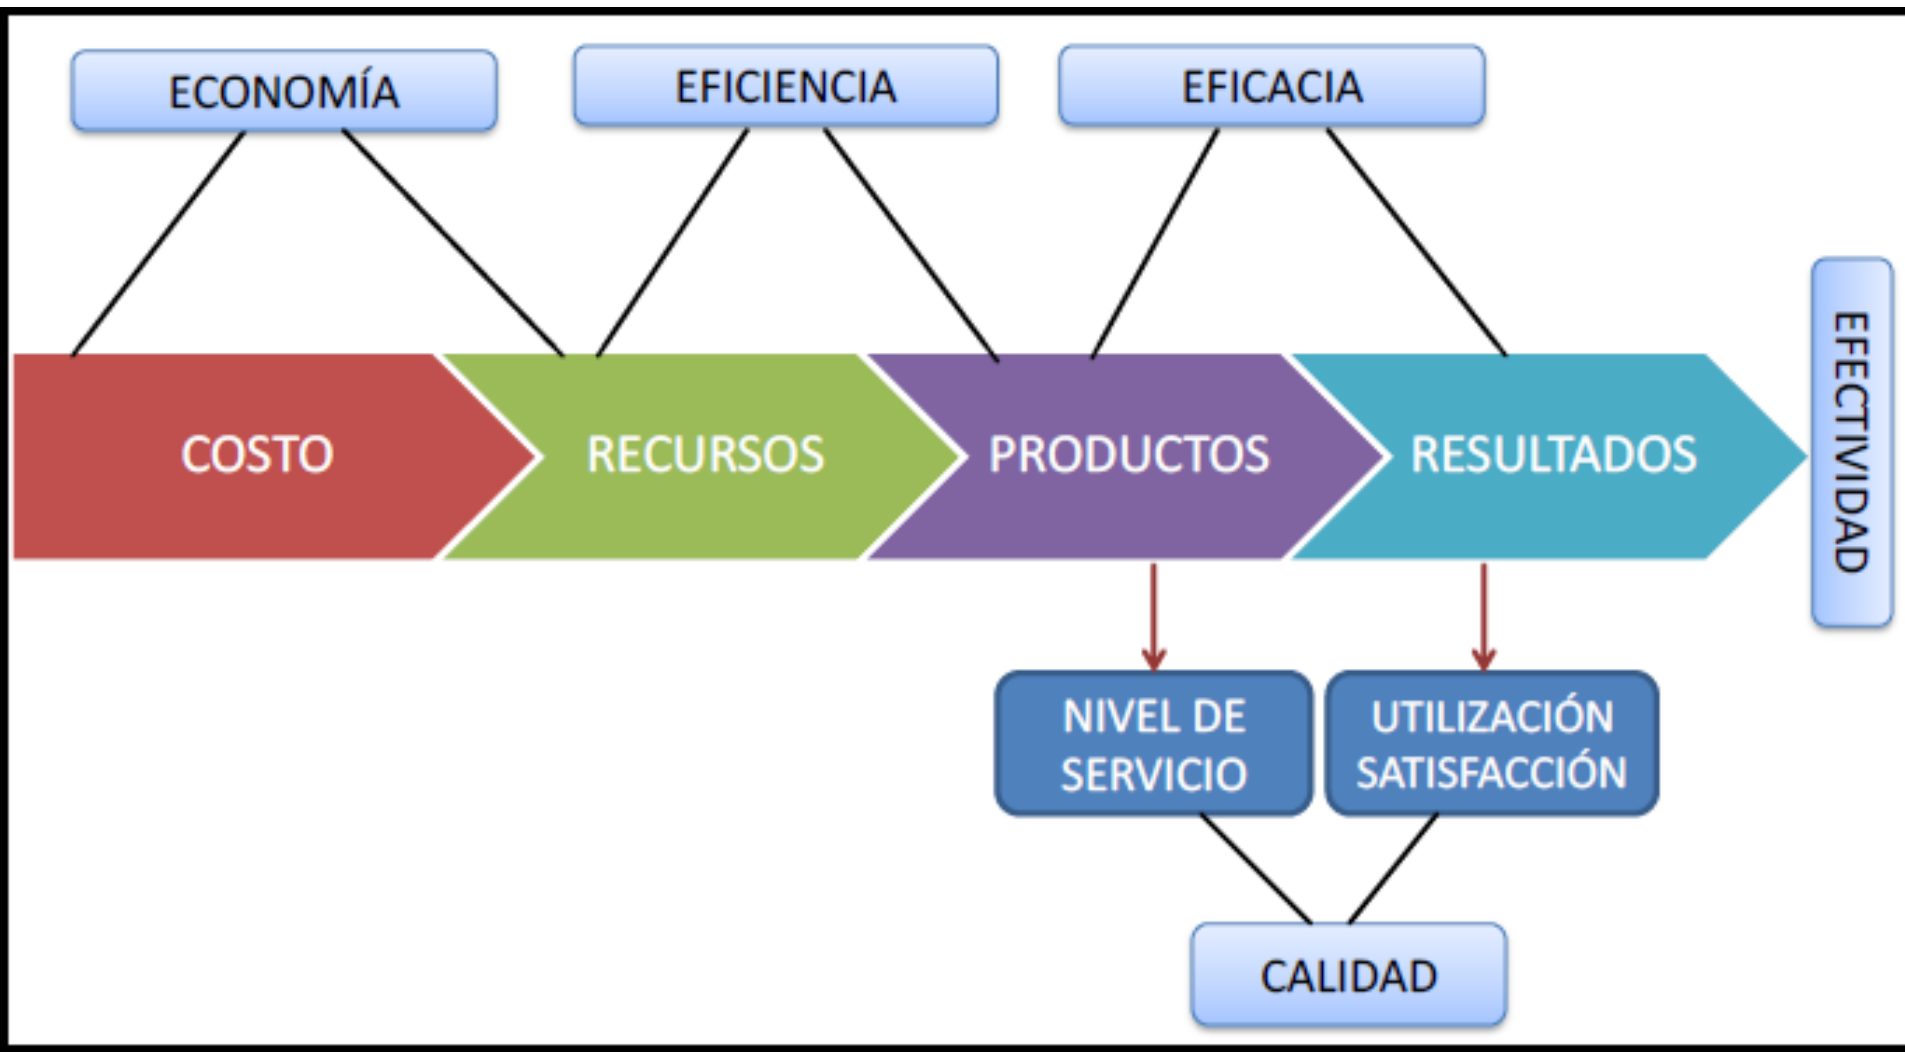 ECONOMÍA
EFICIENCIA
EFICACIA
COSTO
RECURSOS
PRODUCTOS
RESULTADOS
EFECTIVIDAD
NIVEL DE
SERVICIO
UTILIZACIÓN
SATISFACCIÓN
CALIDAD